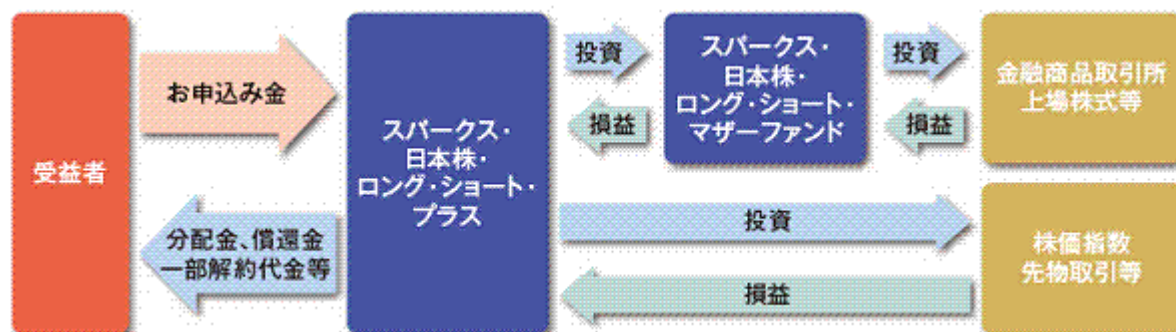 受益者
お申込み金
分配金、償還金
一部解約代金等
スパークス・
日本株・
ロング・ショート・
プラス
投資
損益
スパークス・
日本株・
ロング・ショート・
マザーファンド
投資
損益
金融商品取引所
上場株式等
投資
損益
株価指数
先物取引等